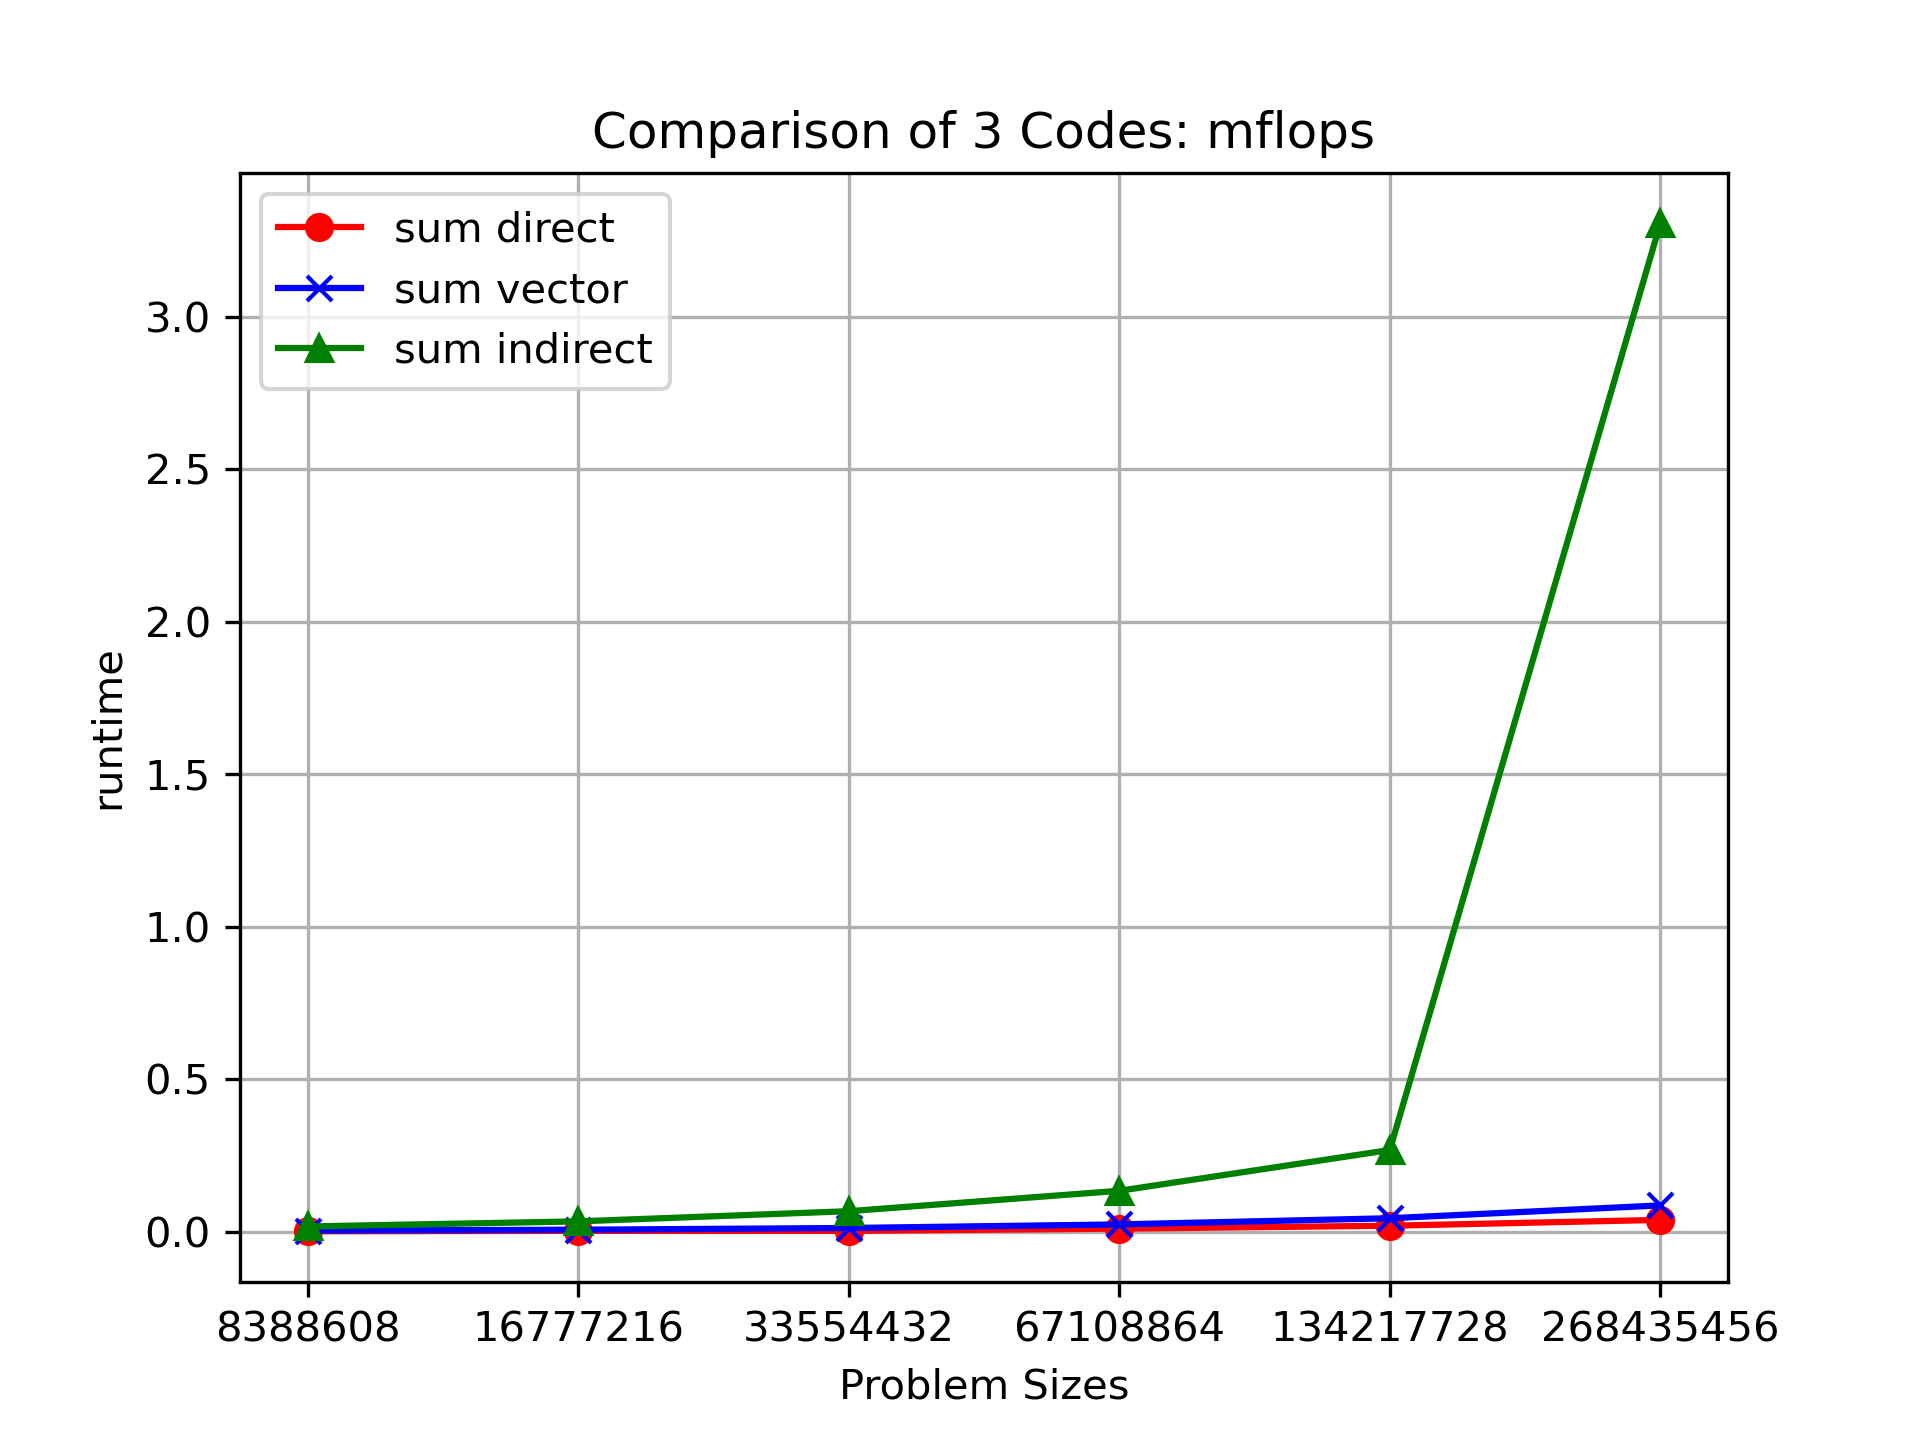 Comparison of 3 Codes: mflops
sum direct
sum vector
sum indirect
3.0
2.5
2.0
1.5
1.0
0.5
0.0
runtime
8388608 16777216 33554432 67108864 134217728 268435456
Problem Sizes